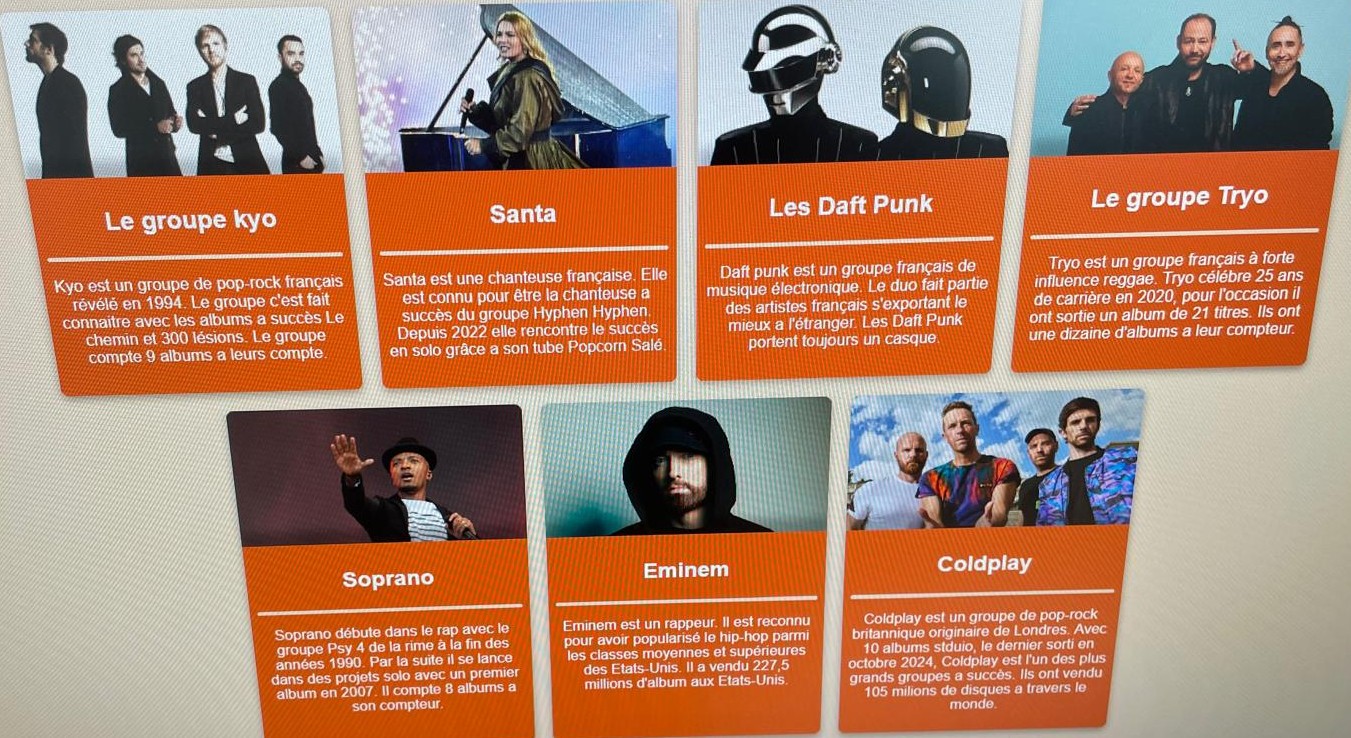 Le groupe kyo
Kyo est un groupe de pop-rock français
révélé en 1994. Le groupe c'est fait
connaitre avec les albums a succès Le
chemin et 300 lésions. Le groupe
compte 9 albums a leurs compte.
Santa
Santa est une chanteuse française. Elle
est connu pour être la chanteuse a
succès du groupe Hyphen Hyphen.
Depuis 2022 elle rencontre le succès
en solo grâce a son tube Popcorn Salé.
Les Daft Punk
Daft punk est un groupe français de
musique électronique. Le duo fait partie
des artistes français s'exportant le
mieux a l'étranger. Les Daft Punk
portent toujours un casque.
Le groupe Tryo
Tryo est un groupe français à forte
influence reggae. Tryo célébre 25 ans
de carrière en 2020, pour l'occasion il
ont sortie un album de 21 titres. Ils ont
une dizaine d'albums a leur compteur.
Soprano
Soprano débute dans le rap avec le
groupe Psy 4 de la rime à la fin des
années 1990. Par la suite il se lance
dans des projets solo avec un premier
album en 2007. Il compte 8 albums a
son compteur.
Eminem
Eminem est un rappeur. Il est reconnu
pour avoir popularisé le hip-hop parmi
les classes moyennes et supérieures
des Etats-Unis. Il a vendu 227,5
millions d'album aux Etats-Unis.
Coldplay
Coldplay est un groupe de pop-rock
britannique originaire de Londres. Avec
10 albums stduio, le dernier sorti en
octobre 2024, Coldplay est l'un des plus
grands groupes a succès. Ils ont vendu
105 milions de disques a travers le
monde.